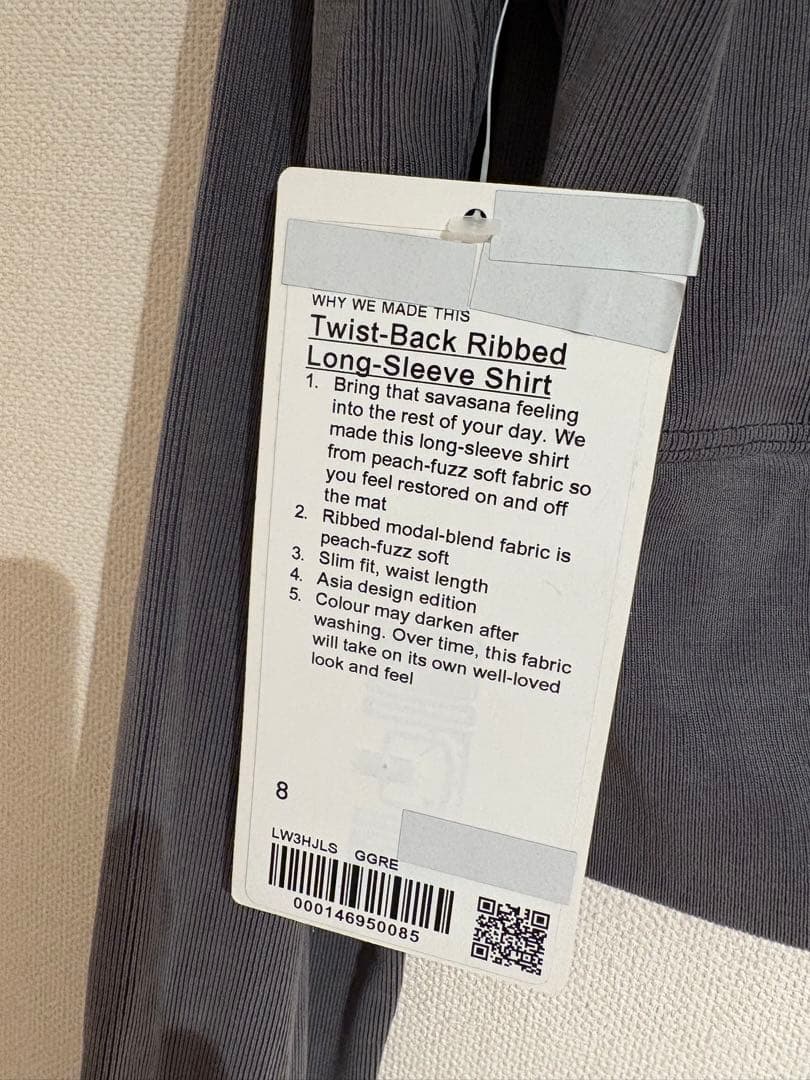 WHY WE MADE THIS
Twist-Back Ribbed
Long-Sleeve Shirt
1. Bring that savasana feeling
into the rest of your day. We
made this long-sleeve shirt
from peach-fuzz soft fabric so
you feel restored on and off
the mat
2. Ribbed modal-blend fabric is
peach-fuzz soft
3. Slim fit, waist length
4. Asia design edition
5. Colour may darken after
washing. Over time, this fabric
will take on its own well-loved
look and feel
8
LW3HJLS GGRE
000146950085